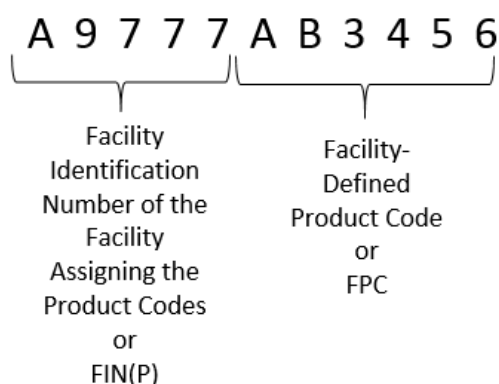 A 9 7 7 7 A B 3 4 5 6
Facility
Identification
Number of the
Facility
Assigning the
Product Codes
or
FIN(P)
Facility-
Defined
Product Code
or
FPC